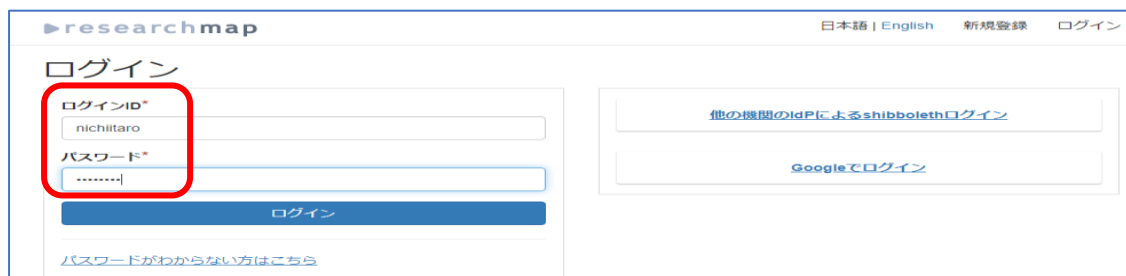 researchmap
日本語 | English 新規登録 ログイン
ログイン
ログインID*
nichiitaro
パスワード*
--------
ログイン
パスワードがわからない方はこちら
他の機関のIdPによるshibbolethログイン
Googleでログイン